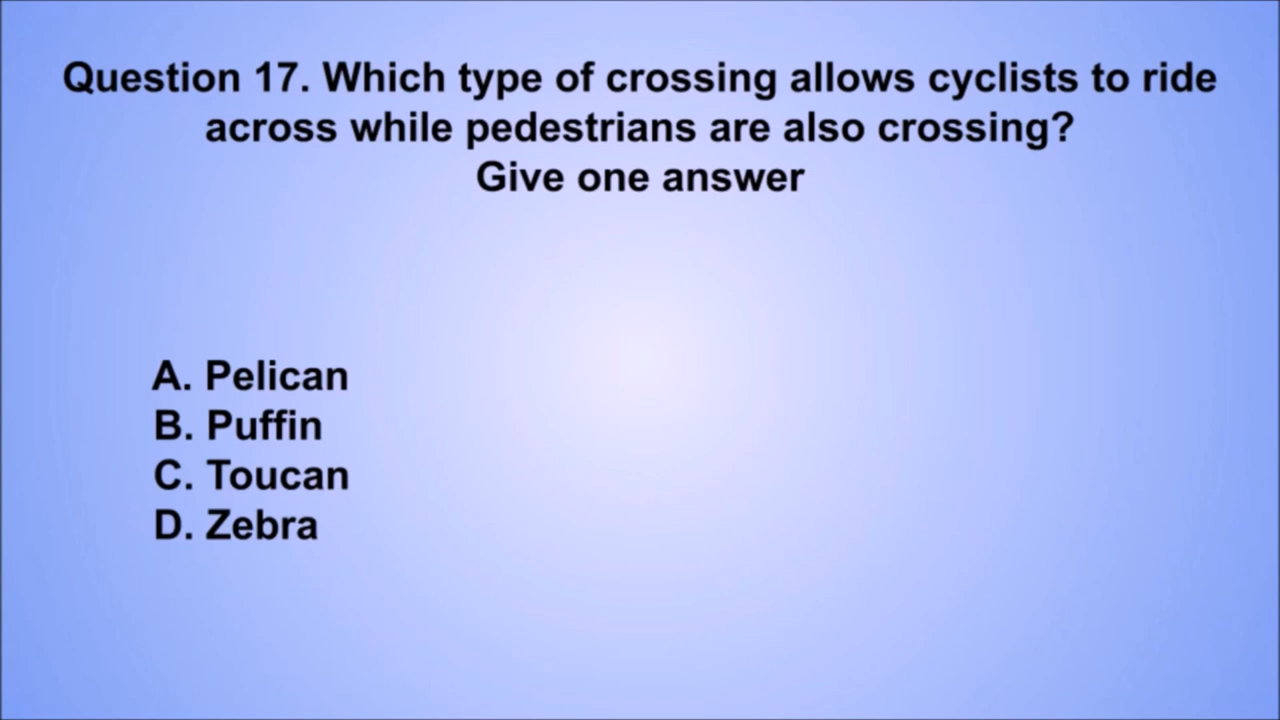 Question 17. Which type of crossing allows cyclists to ride
across while pedestrians are also crossing?
Give one answer
A. Pelican
B. Puffin
C. Toucan
D. Zebra